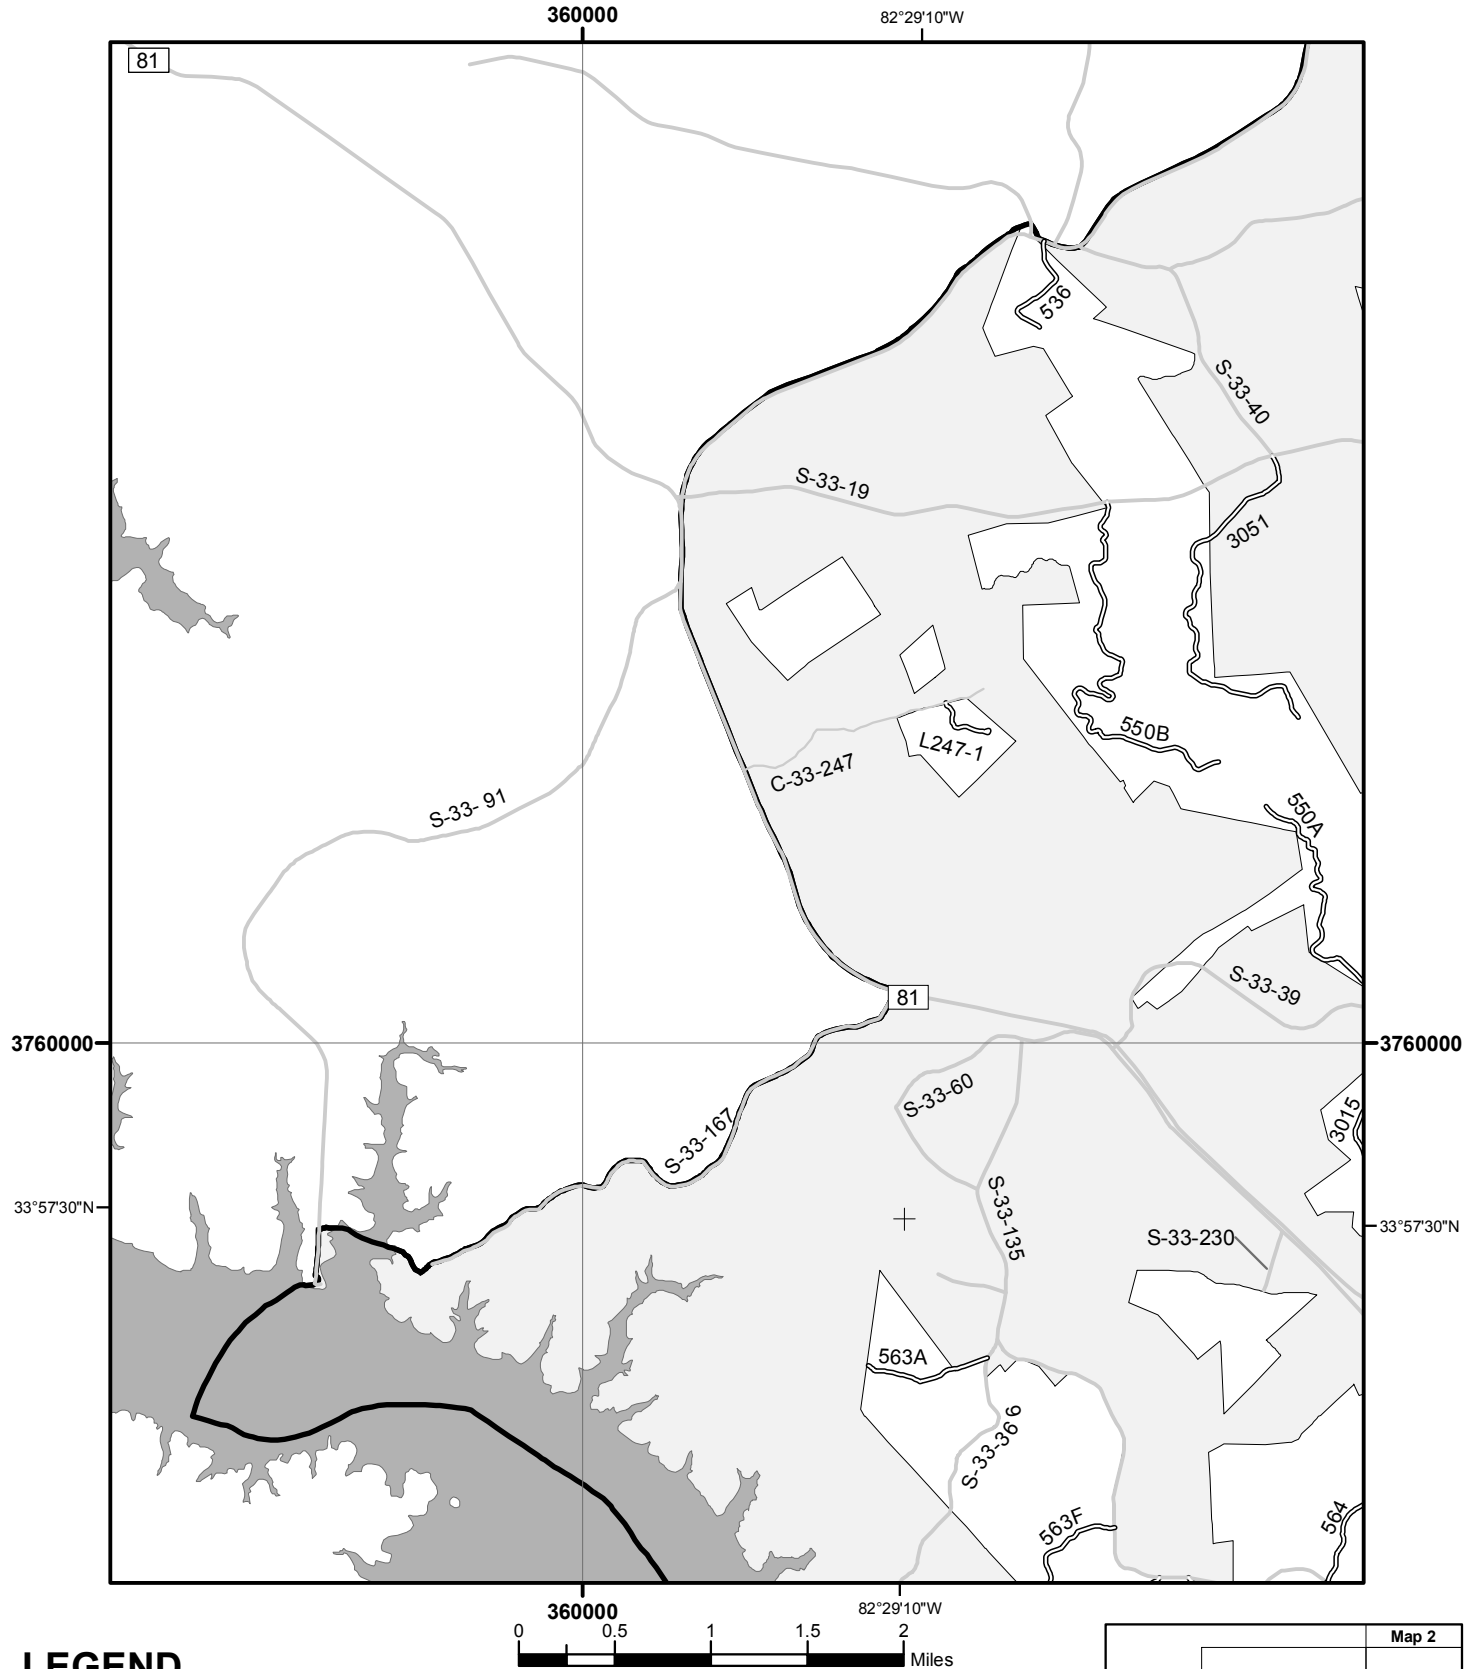 360000
82°29'10"W
81
536
S-33-40
S-33-19
3051
550B
L247-1
C-33-247
S-33- 91
550A
S-33-39
81
3760000
3760000
S-33-60
3015
S-33-167
S-33-135
33°57'30"N
33°57'30"N
S-33-230
563A
S-33-36 9
563F
564
360000
82°29'10"W
0 0.5 1 1.5 2
Miles
Map 2
LEGEND